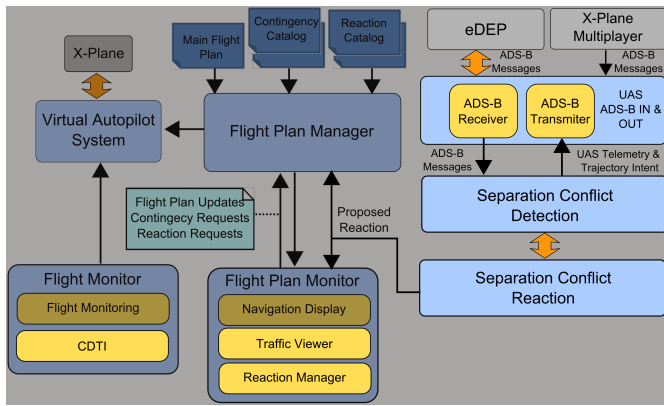 X-Plane
Main Flight
Plan
Contingency
Catalog
Reaction
Catalog
eDEP
X-Plane
Multiplayer
ADS-B
Messages
ADS-B
Messages
Virtual Autopilot
System
Flight Plan Manager
ADS-B
Receiver
ADS-B
Transmiter
UAS
ADS-B IN &
OUT
ADS-B
Messages
UAS Telemetry &
Trajectory Intent
Flight Plan Updates
Contingecy Requests
Reaction Requests
Proposed
Reaction
Separation Conflict
Detection
Separation Conflict
Reaction
Flight Monitor
Flight Monitoring
CDTI
Flight Plan Monitor
Navigation Display
Traffic Viewer
Reaction Manager